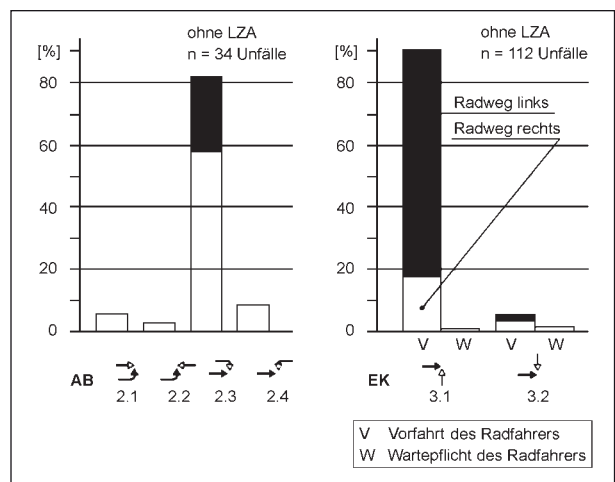 ohne LZA
n = 34 Unfälle
[%]
80
60
40
20
0
AB
2.1 2.2 2.3 2.4
ohne LZA
n = 112 Unfälle
[%]
80
60
40
20
0
Radweg links
Radweg rechts
V W V W
EK
3.1 3.2
V Vorfahrt des Radfahrers
W Wartepflicht des Radfahrers